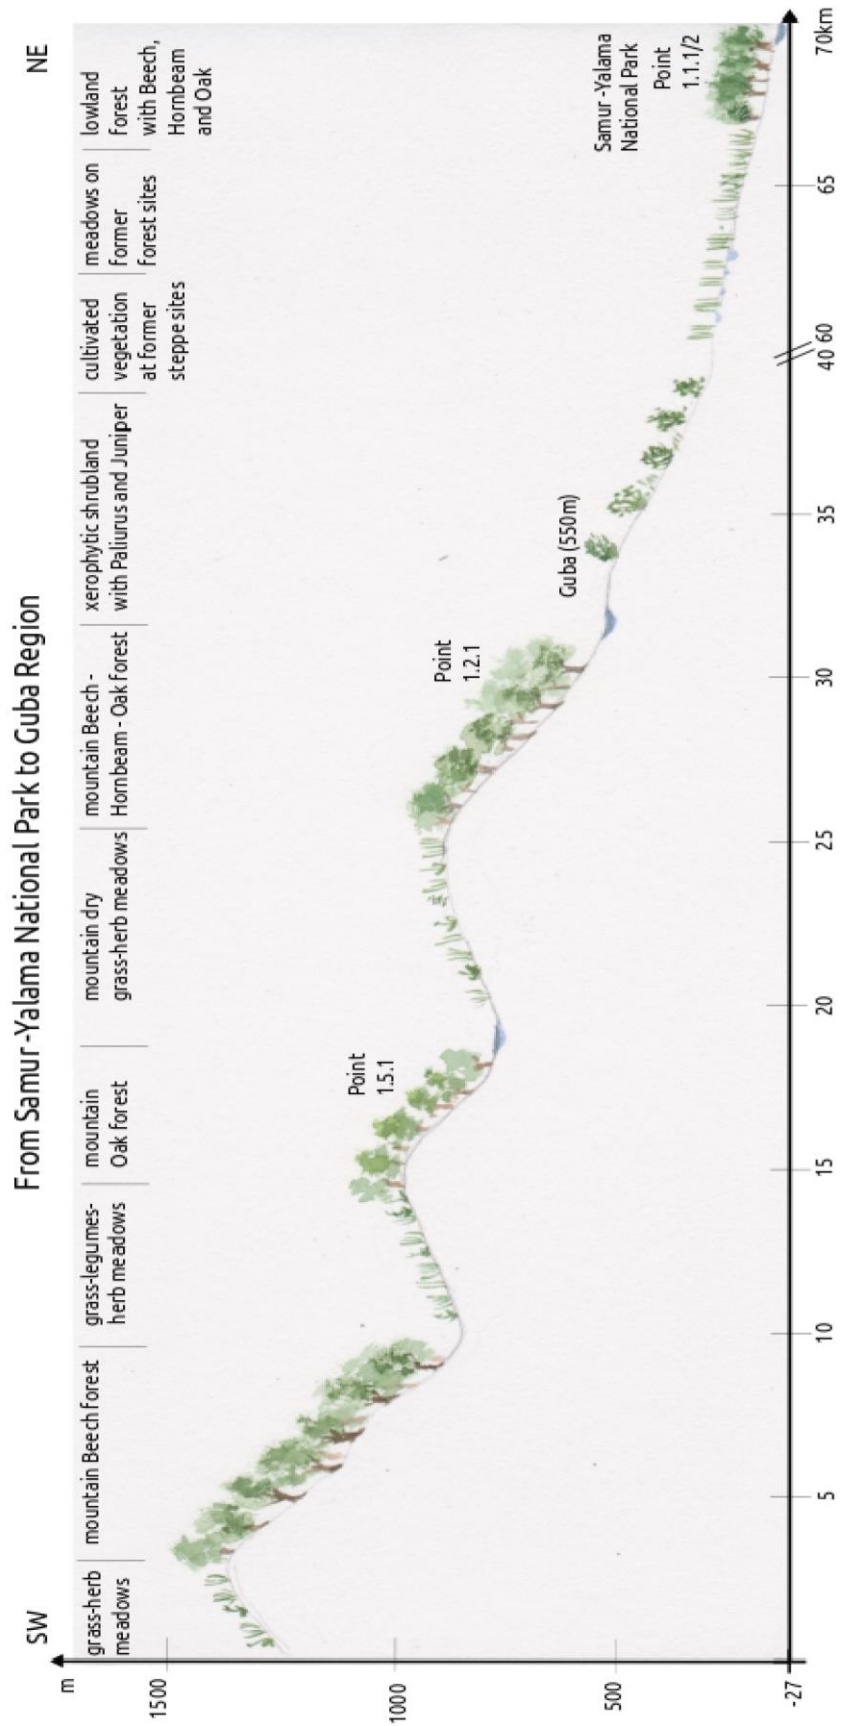 From Samur-Yalama National Park to Guba Region
SW
NE
grass-herb
meadows
mountain Beech Forest
grass-legumes-
herb meadows
mountain
Oak Forest
mountain dry
grass-herb meadows
mountain Beech -
Hornbeam - Oak Forest
xerophytic shrubland
with Paliurus and Juniper
cultivated
vegetation
at former
steppe sites
meadows on
Former
Forest sites
lowland
Forest
with Beech,
Hornbeam
and Oak
m
1500
1000
500
-27
Point
1.5.1
Point
1.2.1
Guba (550m)
Samur-Yalama
National Park
Point
1.1.1/2
5
10
15
20
25
30
35
40
60
65
70km